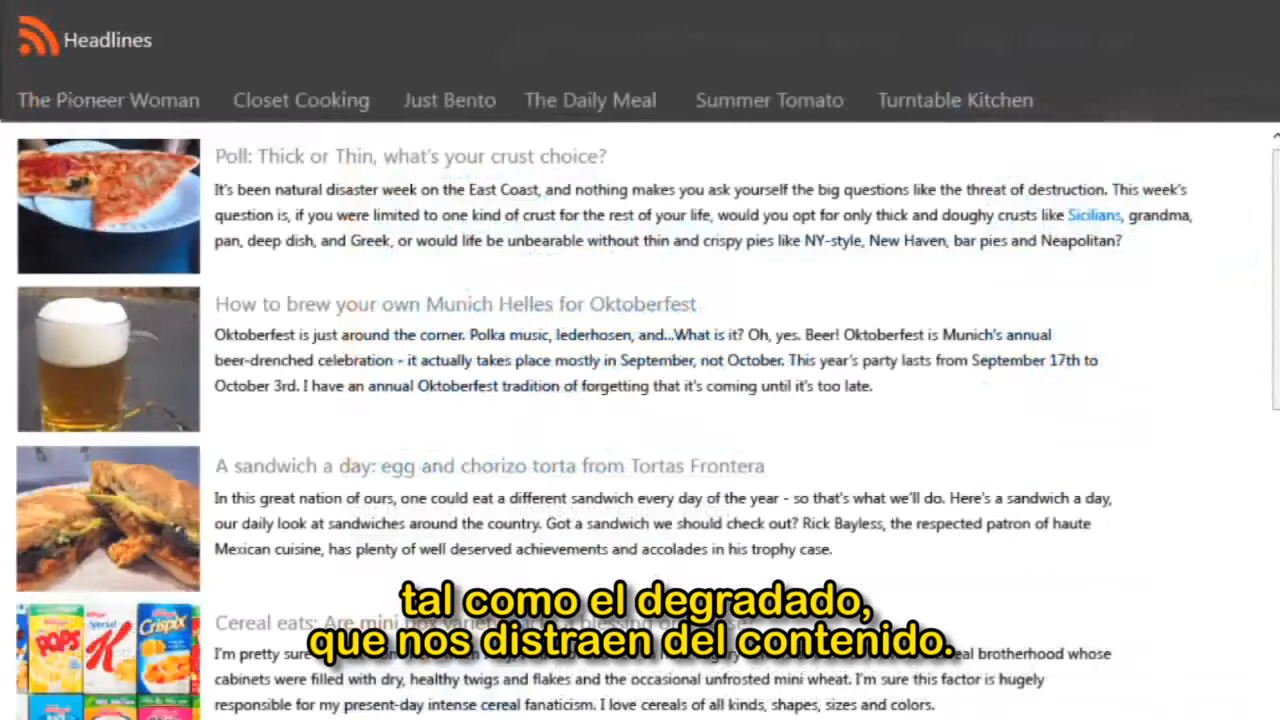 Headlines
The Pioneer Woman Closet Cooking Just Bento The Daily Meal Summer Tomato Turntable Kitchen
Poll: Thick or Thin, what's your crust choice?
It's been natural disaster week on the East Coast, and nothing makes you ask yourself the big questions like the threat of destruction. This week's
question is, if you were limited to one kind of crust for the rest of your life, would you opt for only thick and doughy crusts like Sicilians, grandma,
pan, deep dish, and Greek, or would life be unbearable without thin and crispy pies like NY-style, New Haven, bar pies and Neapolitan?
How to brew your own Munich Helles for Oktoberfest
Oktoberfest is just around the corner. Polka music, lederhosen, and...What is it? Oh, yes. Beer! Oktoberfest is Munich's annual
beer-drenched celebration - it actually takes place mostly in September, not October. This year's party lasts from September 17th to
October 3rd. I have an annual Oktoberfest tradition of forgetting that it's coming until it's too late.
A sandwich a day: egg and chorizo torta from Tortas Frontera
In this great nation of ours, one could eat a different sandwich every day of the year - so that's what we'll do. Here's a sandwich a day,
our daily look at sandwiches around the country. Got a sandwich we should check out? Rick Bayless, the respected patron of haute
Mexican cuisine, has plenty of well deserved achievements and accolades in his trophy case.
tal como el degradado,
Cereal eats: Are mini box variety
que nos distraen del contenido.
I'm pretty sure brotherhood whose
cabinets were filled with dry, healthy twigs and flakes and the occasional unfrosted mini wheat. I'm sure this factor is hugely
responsible for my present-day intense cereal fanaticism. I love cereals of all kinds, shapes, sizes and colors.
POPS
Special K
Crispix